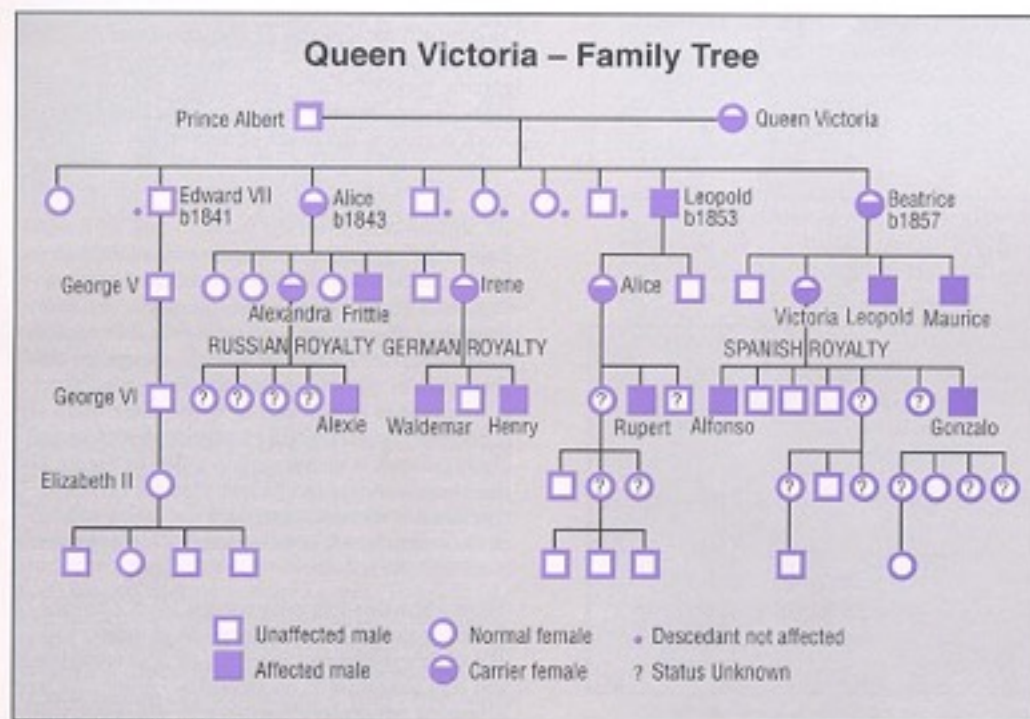 Queen Victoria – Family Tree
Prince Albert
Queen Victoria
Edward VII
b1841
Alice
b1843
Leopold
b1853
Beatrice
b1857
George V
Alexandra Frittie
Irene
Alice
Victoria Leopold Maurice
RUSSIAN ROYALTY GERMAN ROYALTY SPANISH ROYALTY
George VI
? ? ? ? ? ? ? ?
Alexie Waldemar Henry Rupert Alfonso Gonzalo
Elizabeth II
? ? ? ? ? ? ?
Unaffected male
Normal female
. Descedant not affected
Affected male
Carrier female
? Status Unknown